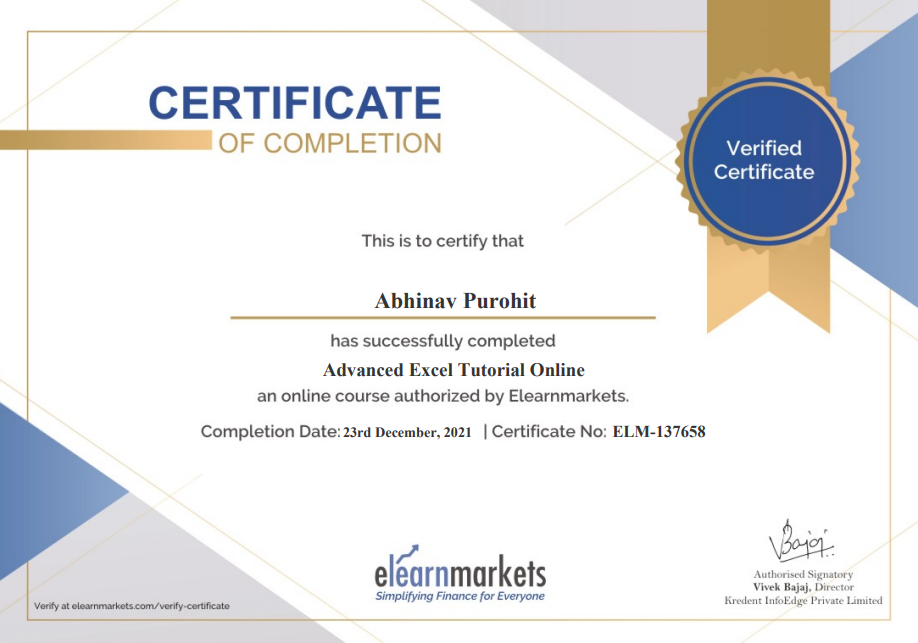 CERTIFICATE
OF COMPLETION
Verified
Certificate
This is to certify that
Abhinav Purohit
has successfully completed
Advanced Excel Tutorial Online
an online course authorized by Elearnmarkets.
Completion Date: 23rd December, 2021 | Certificate No: ELM-137658
Bajaj
elearnmarkets
Simplifying Finance for Everyone
Authorised Signatory
Vivek Bajaj, Director
Kredent InfoEdge Private Limited
Verify at elearnmarkets.com/verify-certificate